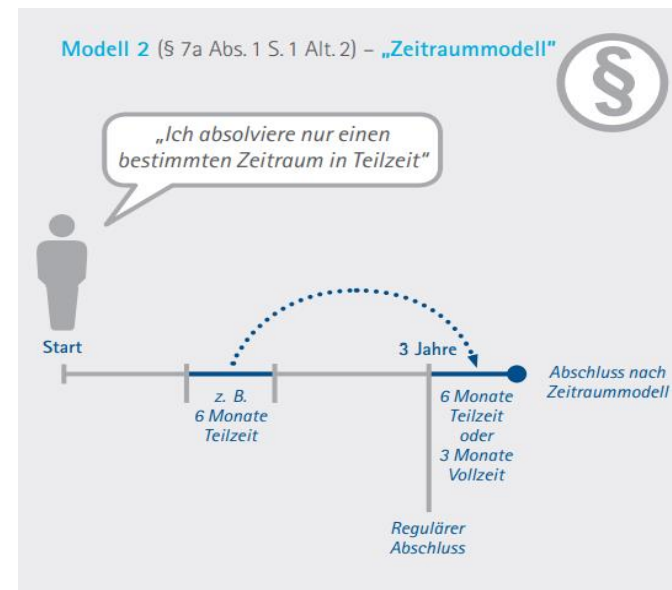 Modell 2 (§ 7a Abs. 1 S. 1 Alt. 2) – „Zeitraummodell”
§
„Ich absolviere nur einen
bestimmten Zeitraum in Teilzeit“
Start
3 Jahre
z. B.
6 Monate
Teilzeit
6 Monate
Teilzeit
oder
3 Monate
Vollzeit
Abschluss nach
Zeitraummodell
Regulärer
Abschluss